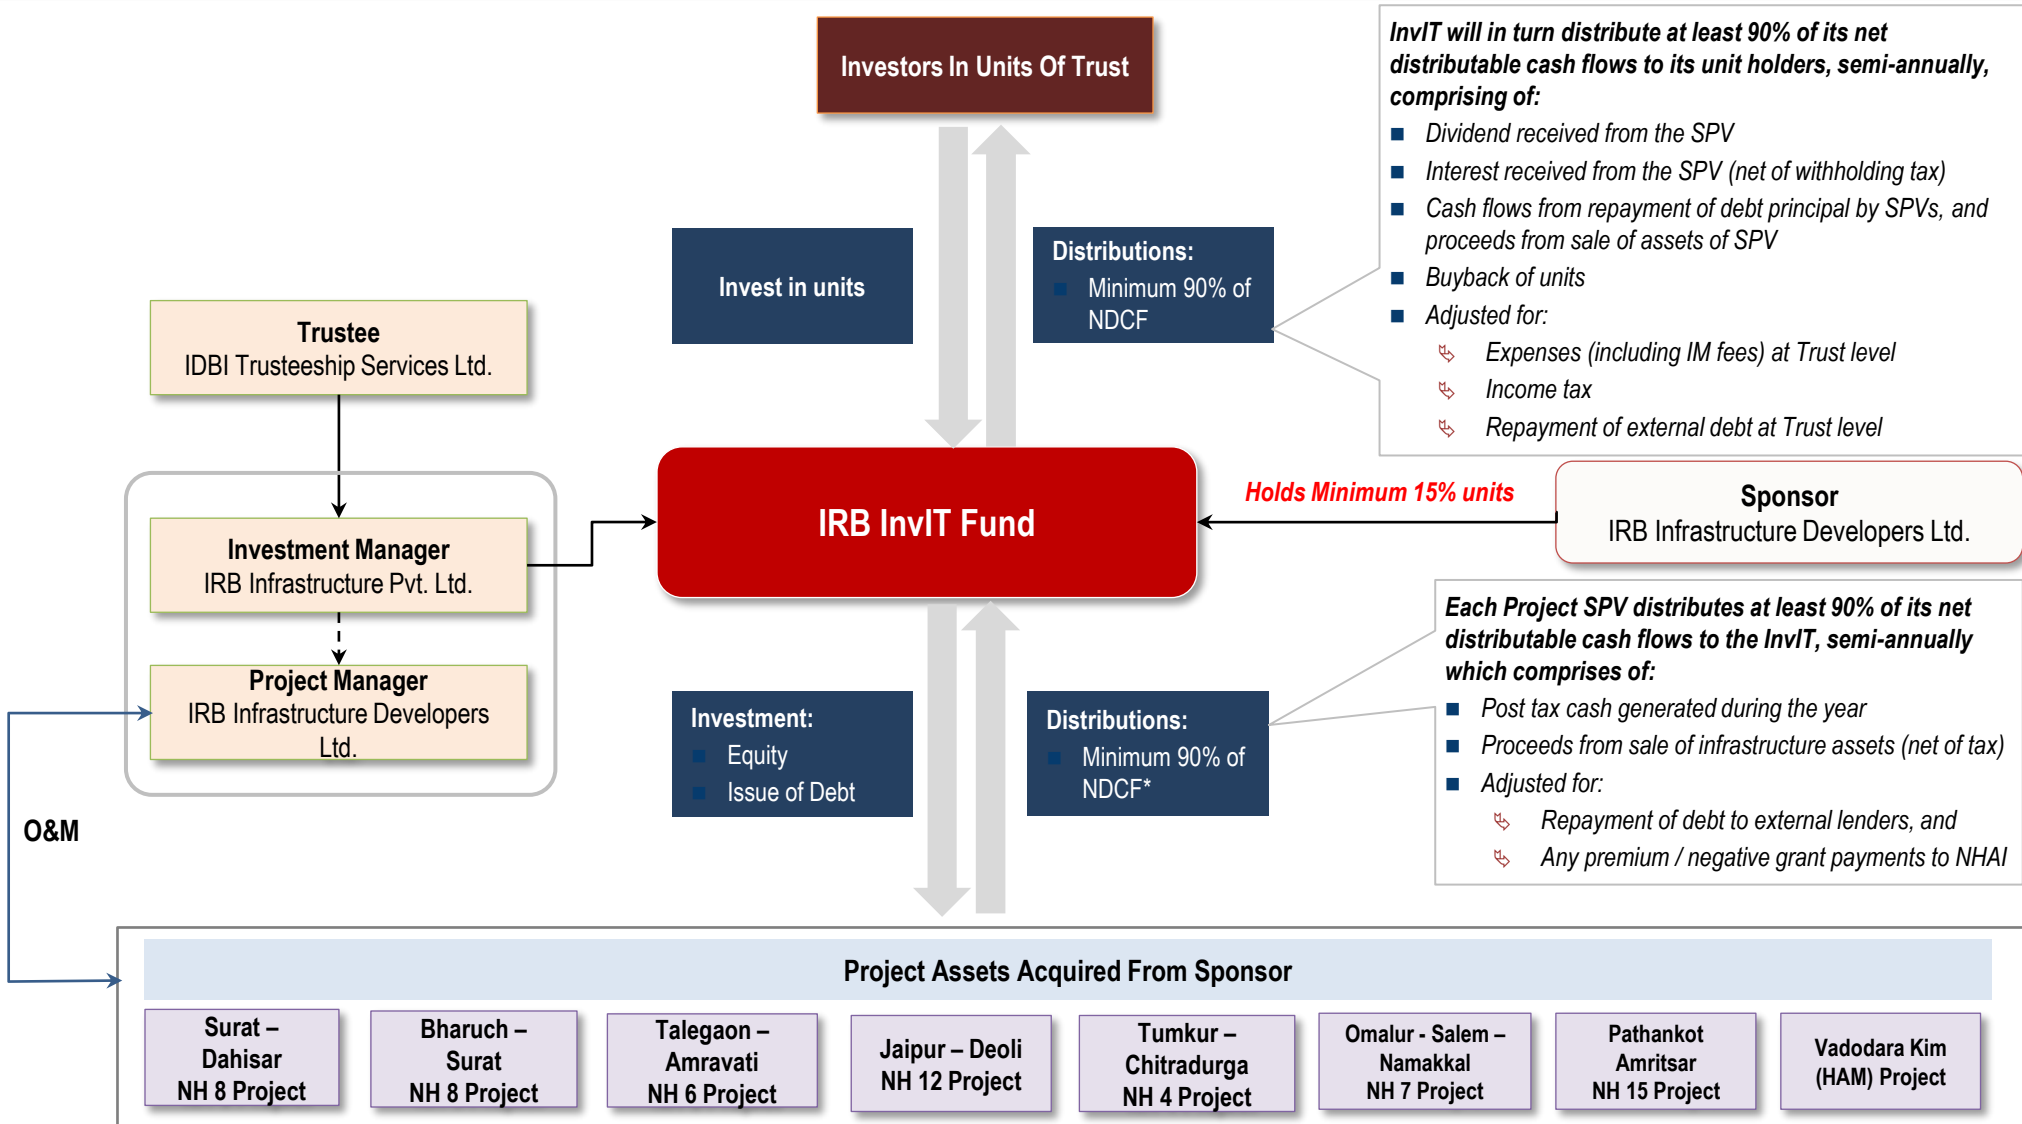 Investors In Units Of Trust
InvIT will in turn distribute at least 90% of its net
distributable cash flows to its unit holders, semi-annually,
comprising of:
Dividend received from the SPV
Interest received from the SPV (net of withholding tax)
Cash flows from repayment of debt principal by SPVs, and
proceeds from sale of assets of SPV
Buyback of units
Adjusted for:
Expenses (including IM fees) at Trust level
Income tax
Repayment of external debt at Trust level
Invest in units
Distributions:
Minimum 90% of
NDCF
Trustee
IDBI Trusteeship Services Ltd.
Investment Manager
IRB Infrastructure Pvt. Ltd.
Project Manager
IRB Infrastructure Developers
Ltd.
IRB InvIT Fund
Holds Minimum 15% units
Sponsor
IRB Infrastructure Developers Ltd.
Each Project SPV distributes at least 90% of its net
distributable cash flows to the InvIT, semi-annually
which comprises of:
Post tax cash generated during the year
Proceeds from sale of infrastructure assets (net of tax)
Adjusted for:
Repayment of debt to external lenders, and
Any premium / negative grant payments to NHAI
Investment:
Equity
Issue of Debt
Distributions:
Minimum 90% of
NDCF*
O&M
Project Assets Acquired From Sponsor
Surat –
Dahisar
NH 8 Project
Bharuch –
Surat
NH 8 Project
Talegaon –
Amravati
NH 6 Project
Jaipur – Deoli
NH 12 Project
Tumkur –
Chitradurga
NH 4 Project
Omalur - Salem –
Namakkal
NH 7 Project
Pathankot
Amritsar
NH 15 Project
Vadodara Kim
(HAM) Project